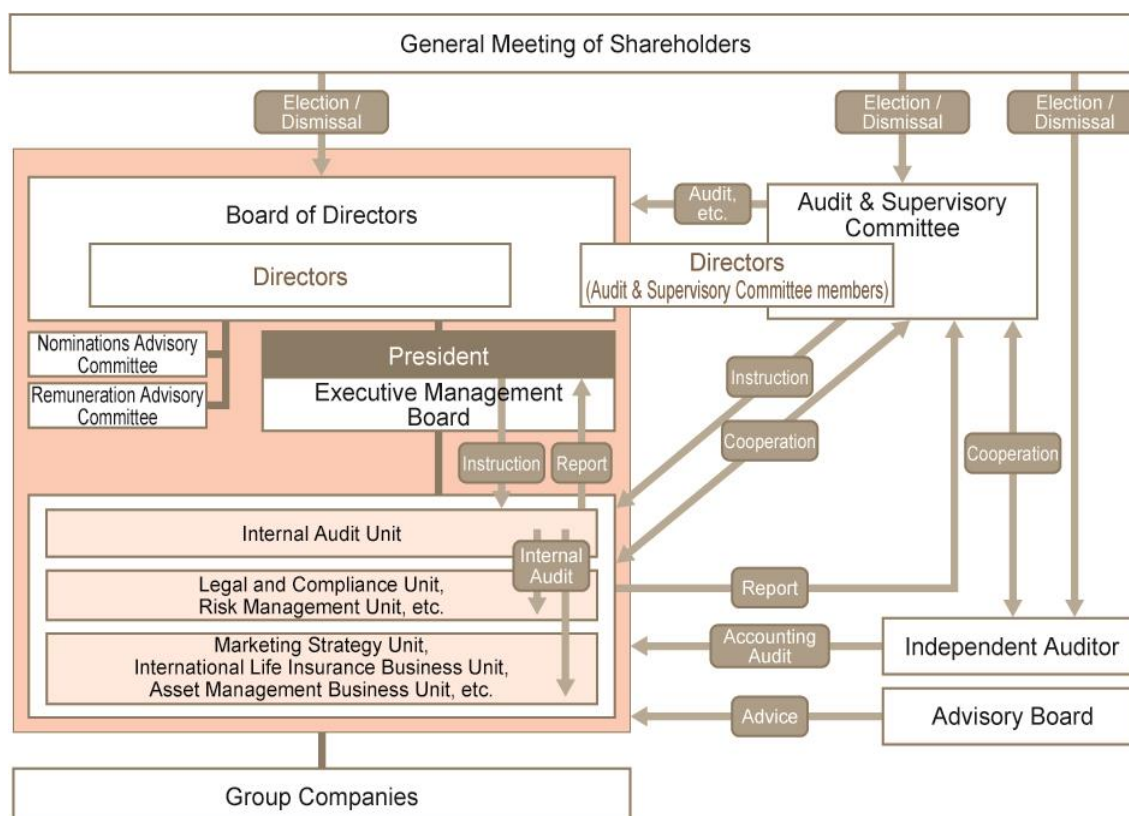 General Meeting of Shareholders
Election /
Dismissal
Election /
Dismissal
Election /
Dismissal
Board of Directors
Directors
Audit,
etc.
Audit & Supervisory
Committee
Directors
(Audit & Supervisory Committee members)
Nominations Advisory
Committee
Remuneration Advisory
Committee
President
Executive Management
Board
Instruction
Report
Instruction
Cooperation
Cooperation
Internal Audit Unit
Internal
Audit
Legal and Compliance Unit,
Risk Management Unit, etc.
Report
Marketing Strategy Unit,
International Life Insurance Business Unit,
Asset Management Business Unit, etc.
Accounting
Audit
Independent Auditor
Advice
Advisory Board
Group Companies